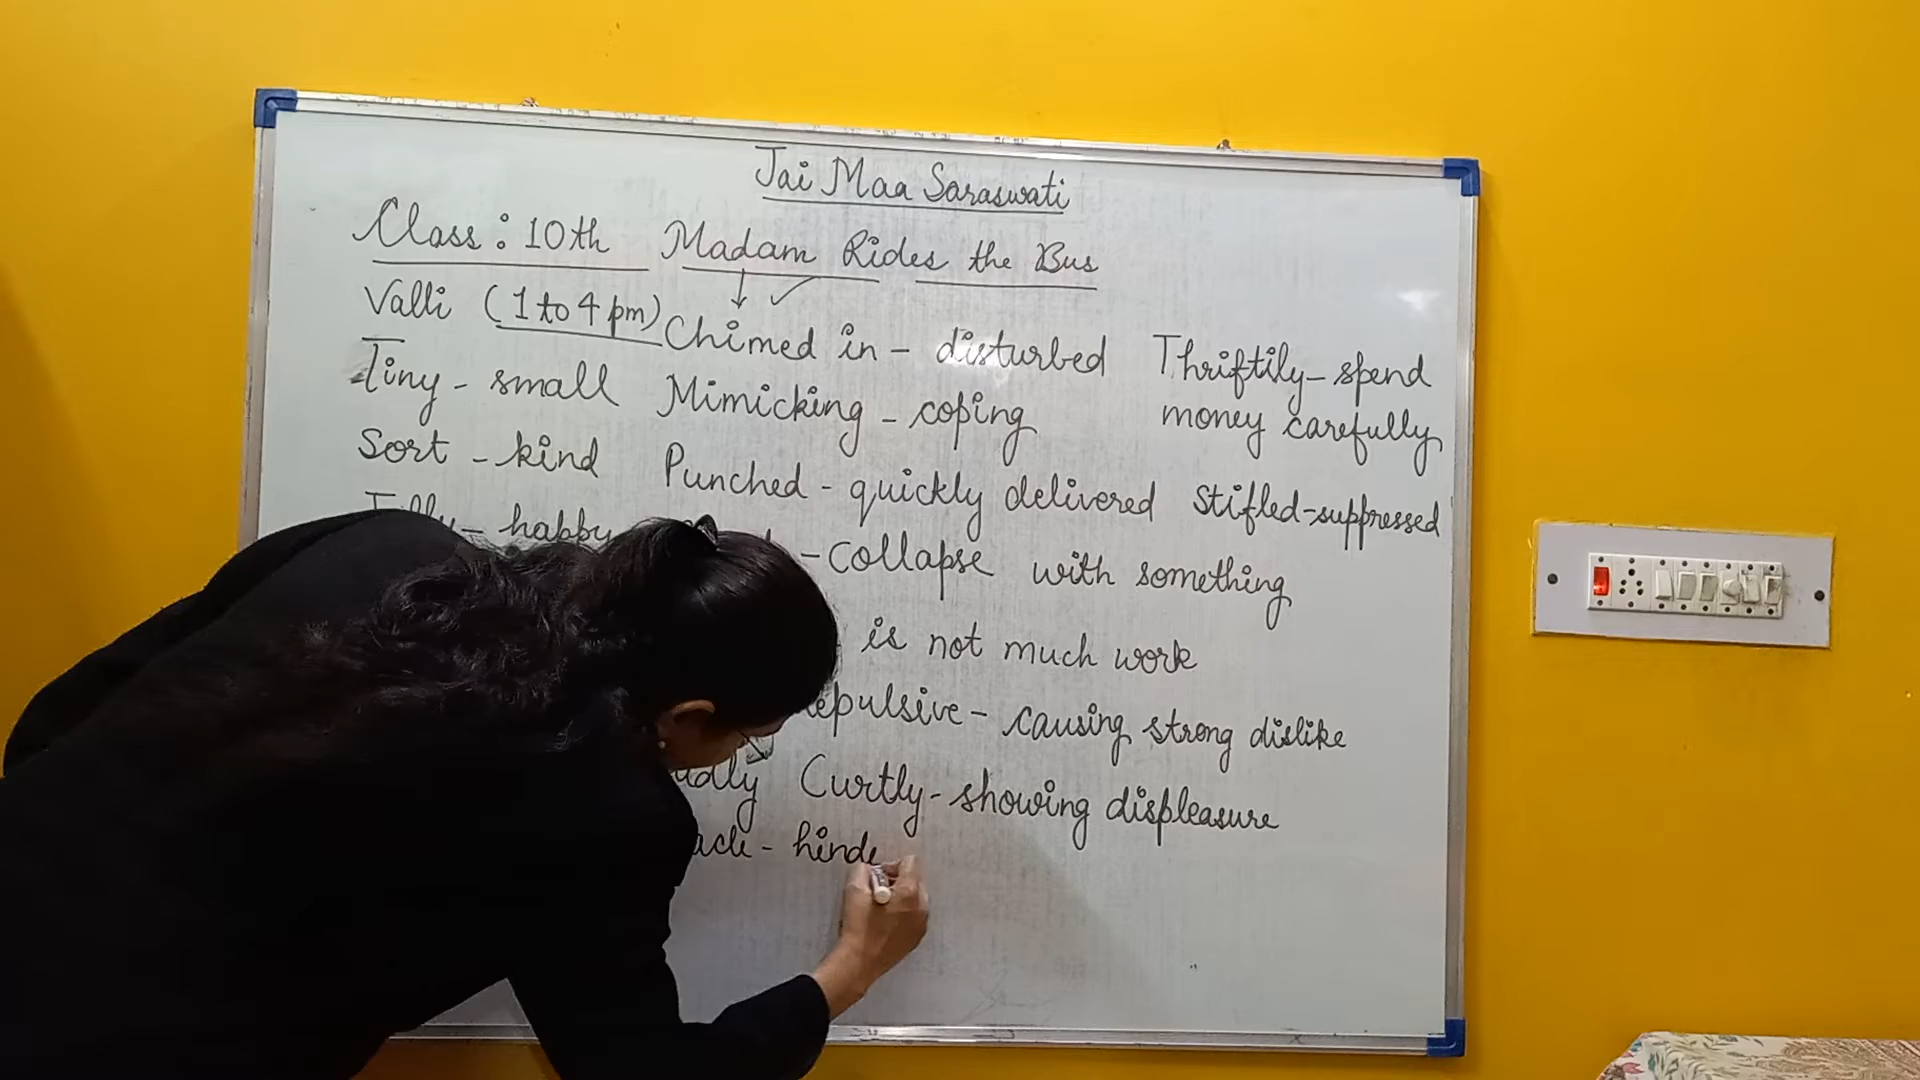 Jai Maa Saraswati
Class: 10th Madam Rides the Bus
Valli (1 to 4 pm) Chimed in - disturbed Thriftily - spend
Tiny - small Mimicking - coping money carefully
Sort - kind Punched - quickly delivered Stifled - suppressed
happy - collapse with something
is not much work
epulsive - causing strong dislike
Curtly - showing displeasure
acle - hinde